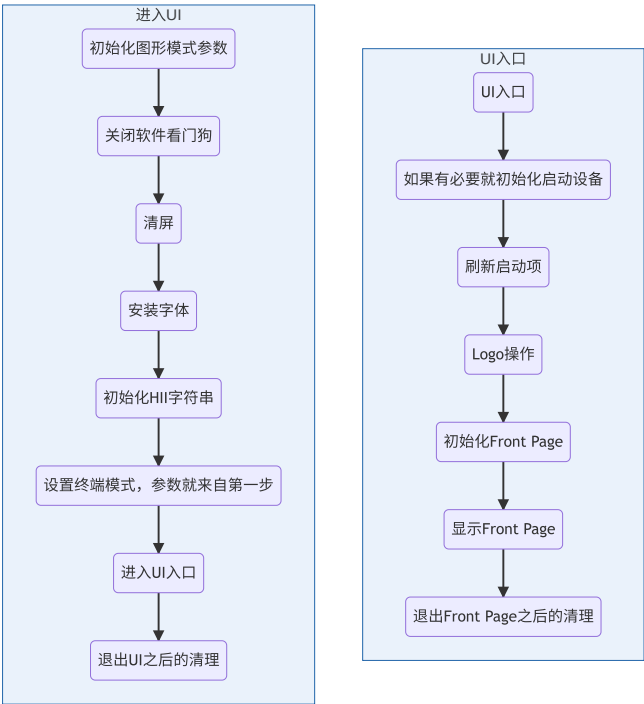 进入UI
初始化图形模式参数
关闭软件看门狗
清屏
安装字体
初始化HII字符串
设置终端模式，参数就来自第一步
进入UI入口
退出UI之后的清理
UI入口
UI入口
如果有必要就初始化启动设备
刷新启动项
Logo操作
初始化Front Page
显示Front Page
退出Front Page之后的清理